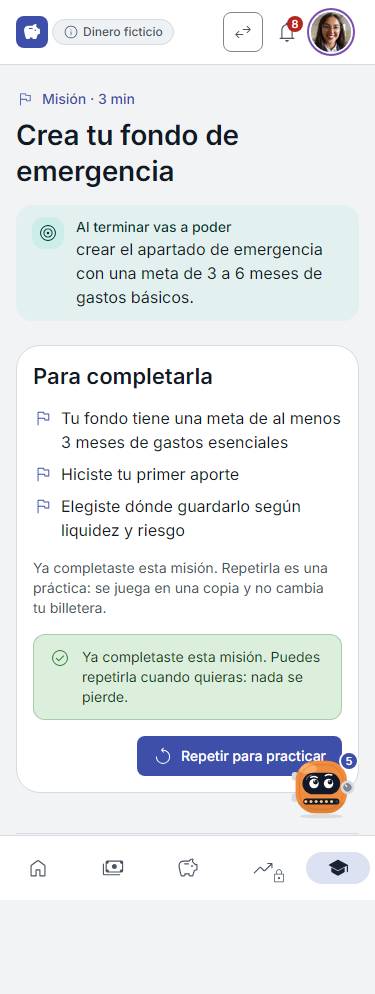 Dinero ficticio
8
Misión · 3 min
Crea tu fondo de
emergencia
Al terminar vas a poder
crear el apartado de emergencia
con una meta de 3 a 6 meses de
gastos básicos.
Para completarla
Tu fondo tiene una meta de al menos
3 meses de gastos esenciales
Hiciste tu primer aporte
Elegiste dónde guardarlo según
liquidez y riesgo
Ya completaste esta misión. Repetirla es una
práctica: se juega en una copia y no cambia
tu billetera.
Ya completaste esta misión. Puedes
repetirla cuando quieras: nada se
pierde.
Repetir para practicar
5